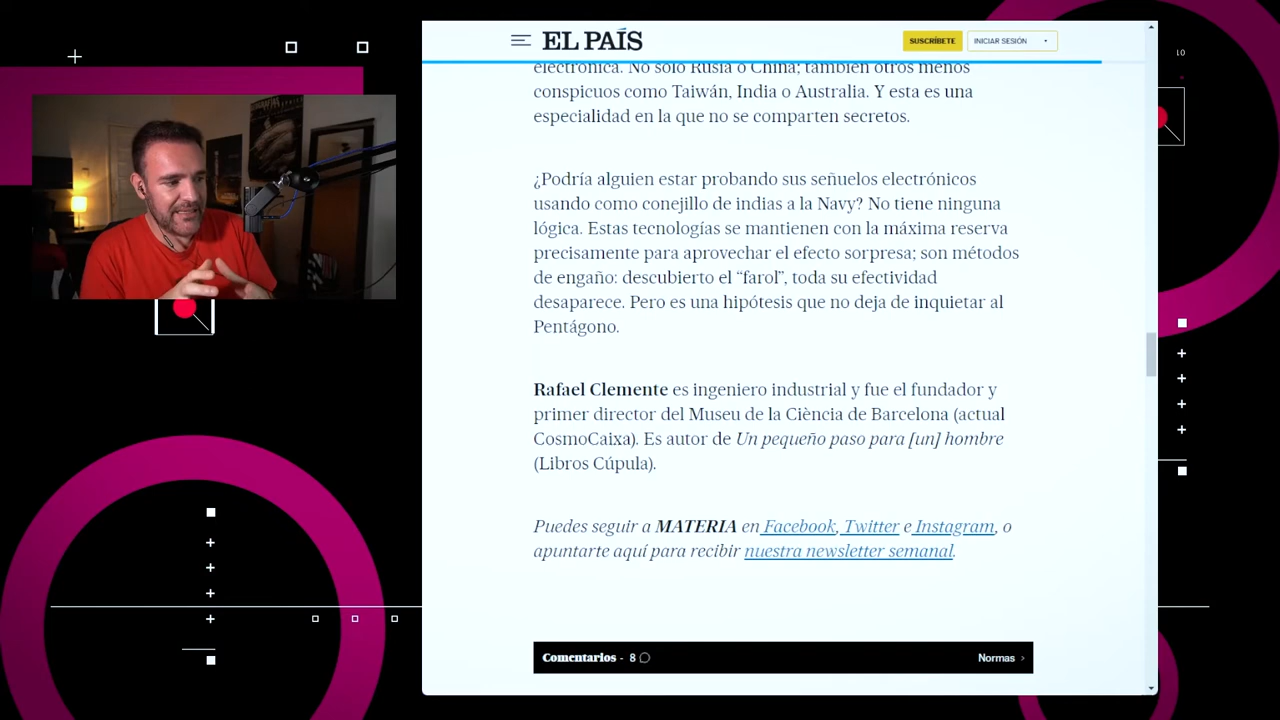 EL PAÍS
SUSCRÍBETE
INICIAR SESIÓN
electrónica. No solo Rusia o China; también otros menos
conspicuos como Taiwán, India o Australia. Y esta es una
especialidad en la que no se comparten secretos.
¿Podría alguien estar probando sus señuelos electrónicos
usando como conejillo de indias a la Navy? No tiene ninguna
lógica. Estas tecnologías se mantienen con la máxima reserva
precisamente para aprovechar el efecto sorpresa; son métodos
de engaño: descubierto el “farol”, toda su efectividad
desaparece. Pero es una hipótesis que no deja de inquietar al
Pentágono.
Rafael Clemente es ingeniero industrial y fue el fundador y
primer director del Museu de la Ciència de Barcelona (actual
CosmoCaixa). Es autor de Un pequeño paso para [un] hombre
(Libros Cúpula).
Puedes seguir a MATERIA en Facebook, Twitter e Instagram, o
apuntarte aquí para recibir nuestra newsletter semanal.
Comentarios - 8
Normas >